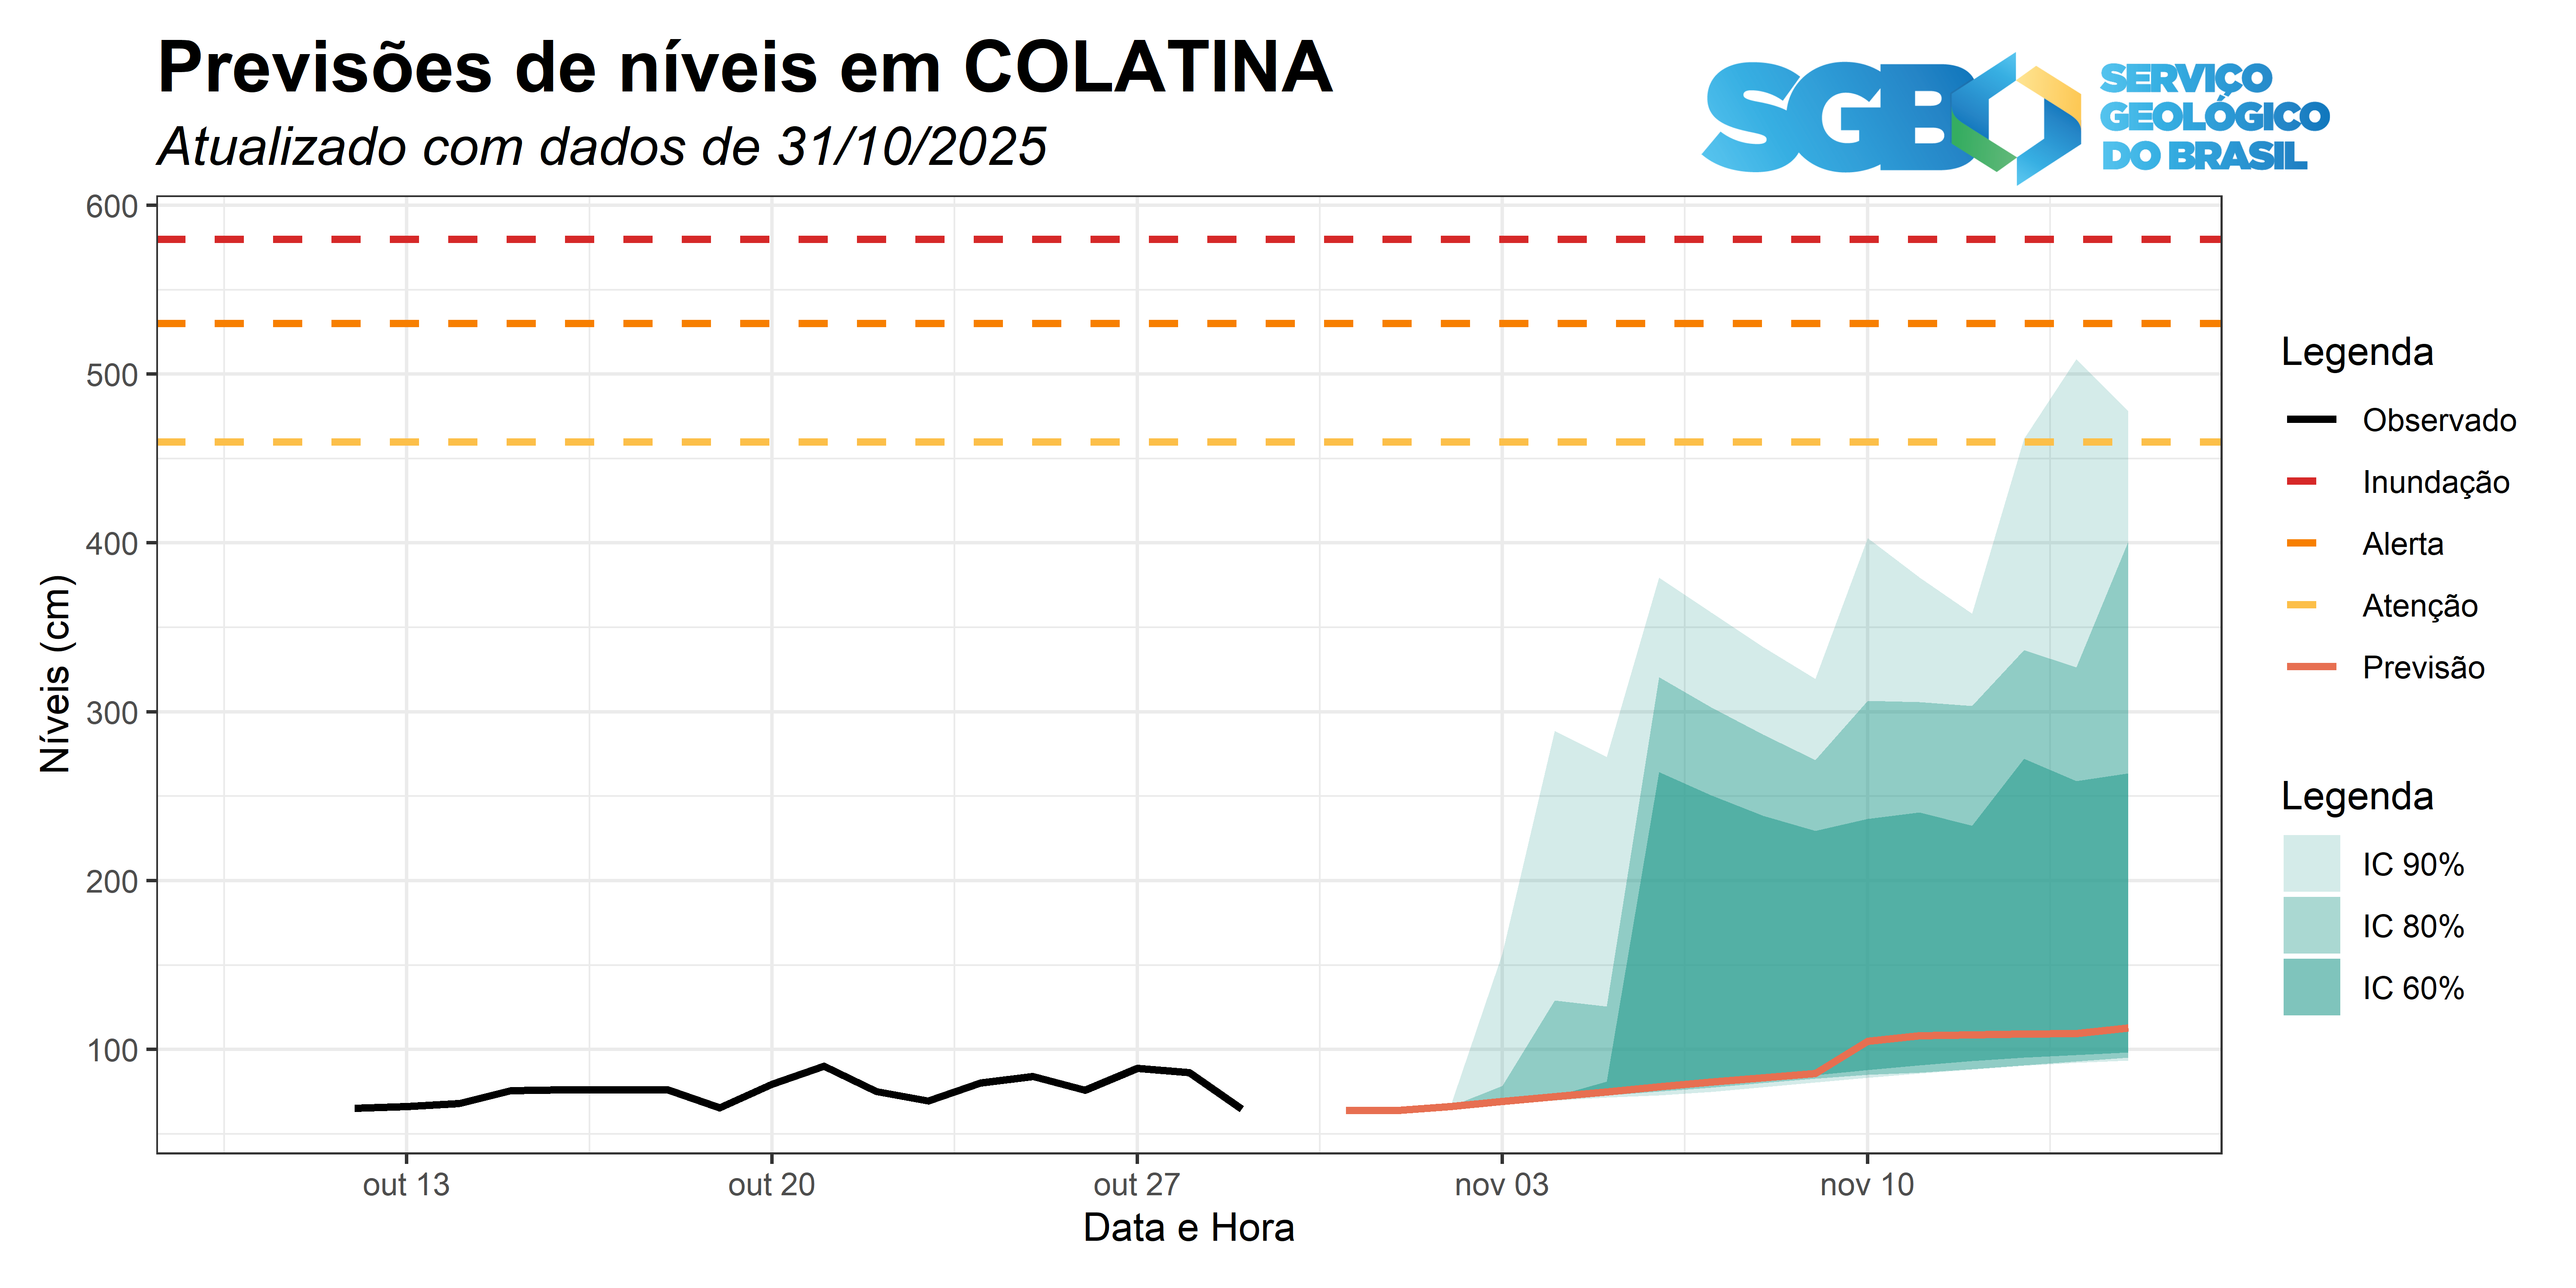 Previsões de níveis em COLATINA
Atualizado com dados de 31/10/2025
SGB
SERVIÇO
GEOLÓGICO
DO BRASIL
600
500
400
300
200
100
Níveis (cm)
out 13
out 20
out 27
nov 03
nov 10
Data e Hora
Legenda
Observado
Inundação
Alerta
Atenção
Previsão
Legenda
IC 90%
IC 80%
IC 60%